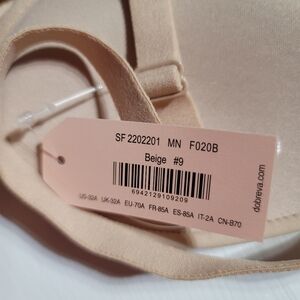 SF 2202201 MN F020B
Beige #9
6942129109209
US-32A UK-32A EU-70A FR-85A ES-85A IT-2A CN-B70
dobreva.com